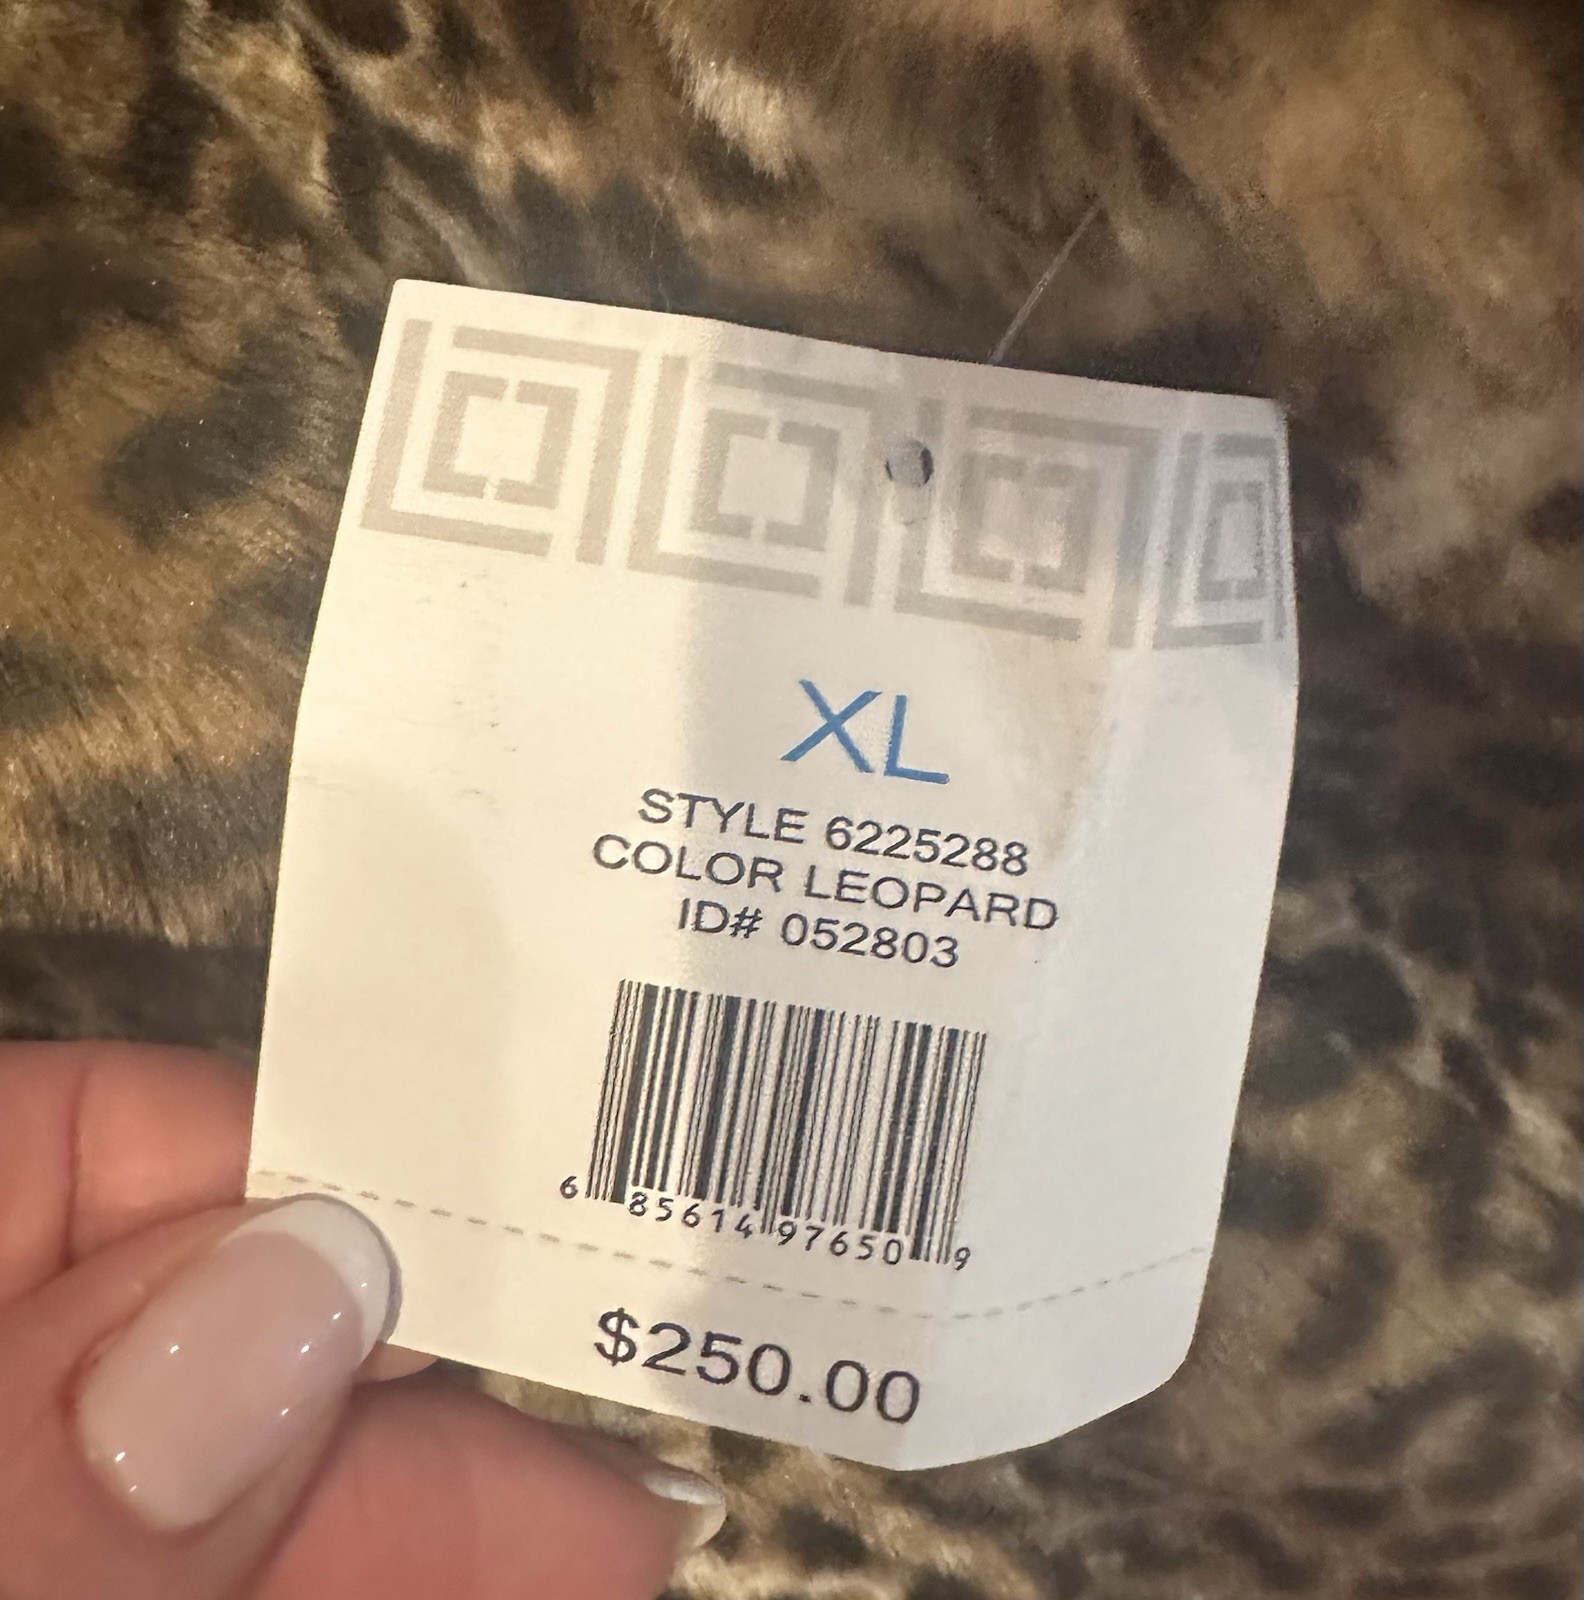 XL
STYLE 6225288
COLOR LEOPARD
ID# 052803
6 85614 97650 9
$250.00